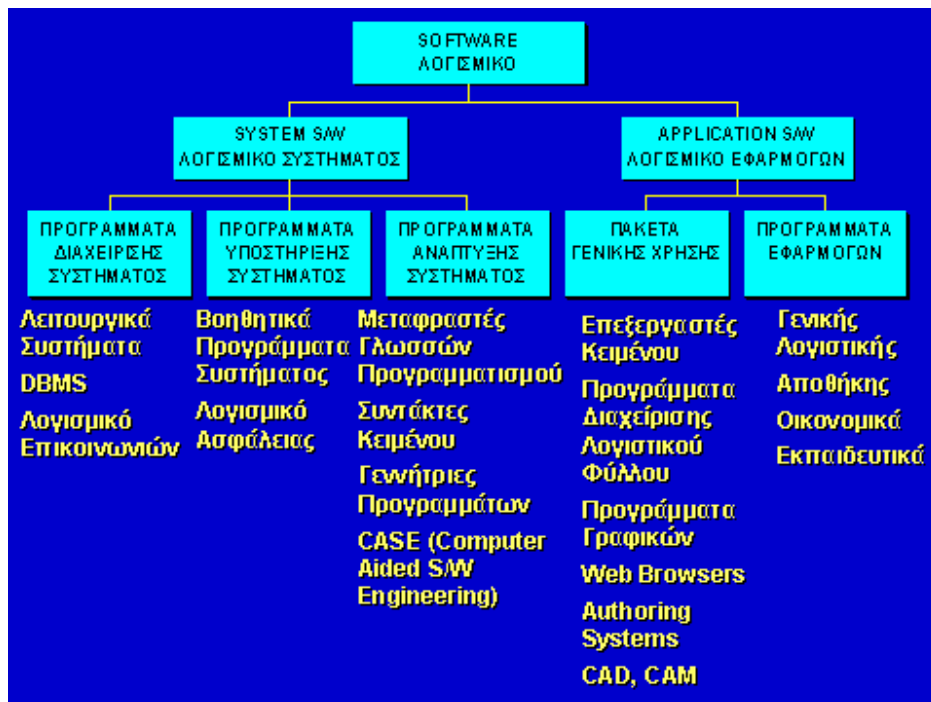 SOFTWARE
ΛΟΓΙΣΜΙΚΟ
SYSTEM S/W
ΛΟΓΙΣΜΙΚΟ ΣΥΣΤΗΜΑΤΟΣ
APPLICATION S/W
ΛΟΓΙΣΜΙΚΟ ΕΦΑΡΜΟΓΩΝ
ΠΡΟΓΡΑΜΜΑΤΑ
ΔΙΑΧΕΙΡΙΣΗΣ
ΣΥΣΤΗΜΑΤΟΣ
ΠΡΟΓΡΑΜΜΑΤΑ
ΥΠΟΣΤΗΡΙΞΗΣ
ΣΥΣΤΗΜΑΤΟΣ
ΠΡΟΓΡΑΜΜΑΤΑ
ΑΝΑΠΤΥΞΗΣ
ΣΥΣΤΗΜΑΤΟΣ
ΠΑΚΕΤΑ
ΓΕΝΙΚΗΣ ΧΡΗΣΗΣ
ΠΡΟΓΡΑΜΜΑΤΑ
ΕΦΑΡΜΟΓΩΝ
Λειτουργικά
Συστήματα
DBMS
Λογισμικό
Επικοινωνιών
Βοηθητικά
Προγράμματα
Συστήματος
Λογισμικό
Ασφάλειας
Μεταφραστές
Γλωσσών
Προγραμματισμού
Συντάκτες
Κειμένου
Γεννήτριες
Προγραμμάτων
CASE (Computer
Aided S/W
Engineering)
Επεξεργαστές
Κειμένου
Προγράμματα
Διαχείρισης
Λογιστικού
Φύλλου
Προγράμματα
Γραφικών
Web Browsers
Authoring
Systems
CAD, CAM
Γενικής
Λογιστικής
Αποθήκης
Οικονομικά
Εκπαιδευτικά